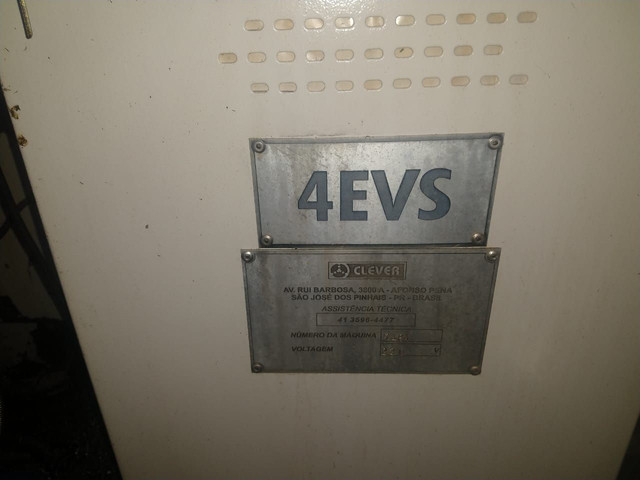 4EVS
CLEVER
AV. RUI BARBOSA, 3000 A - AFONSO PENA
SÃO JOSÉ DOS PINHAIS - PR - BRASIL
ASSISTÊNCIA TÉCNICA
NÚMERO DA MÁQUINA
VOLTAGEM